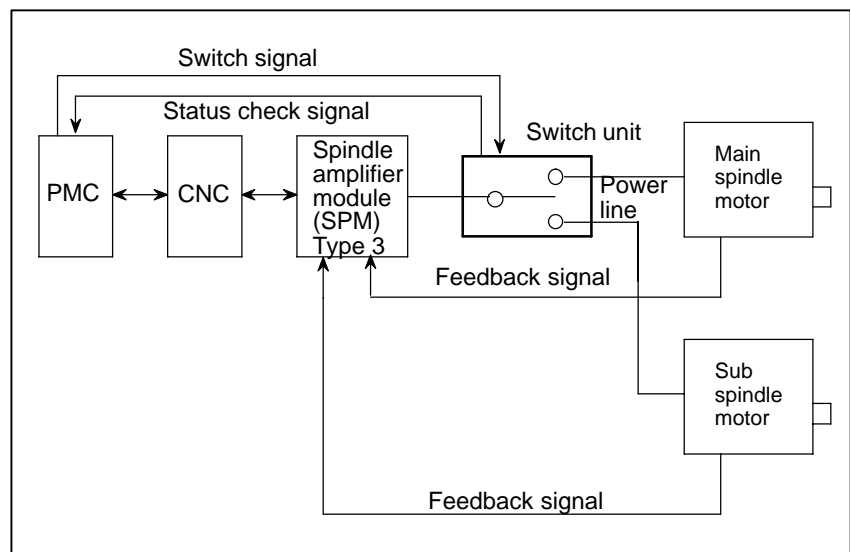 Switch signal
Status check signal
Switch unit
PMC
CNC
Spindle
amplifier
module
(SPM)
Type 3
Power
line
Main
spindle
motor
Feedback signal
Sub
spindle
motor
Feedback signal